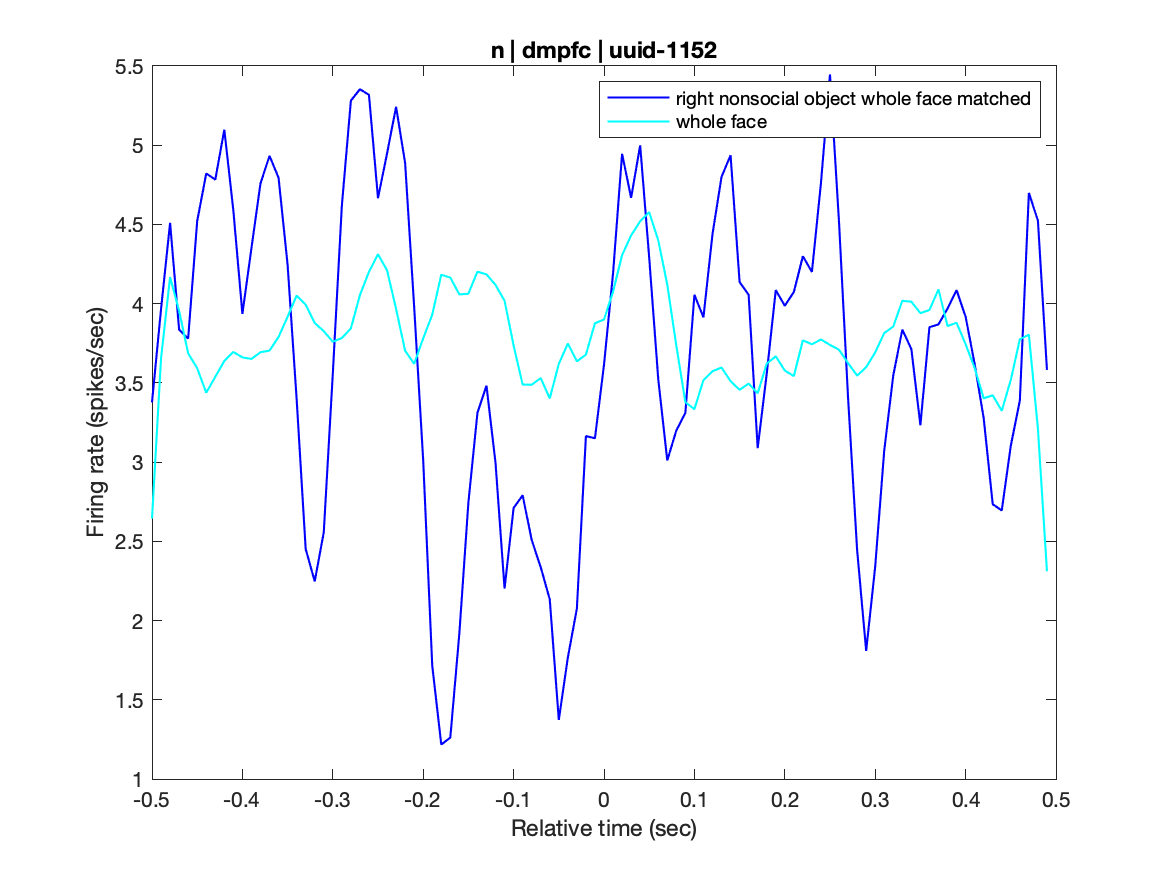 n | dmpfc | uuid-1152
right nonsocial object whole face matched
whole face
5.5
5
4.5
4
3.5
3
2.5
2
1.5
1
Firing rate (spikes/sec)
-0.5 -0.4 -0.3 -0.2 -0.1 0 0.1 0.2 0.3 0.4 0.5
Relative time (sec)